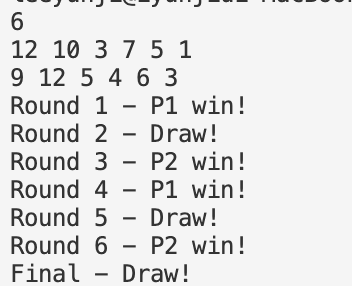 6
12 10 3 7 5 1
9 12 5 4 6 3
Round 1 - P1 win!
Round 2 - Draw!
Round 3 - P2 win!
Round 4 - P1 win!
Round 5 - Draw!
Round 6 - P2 win!
Final - Draw!